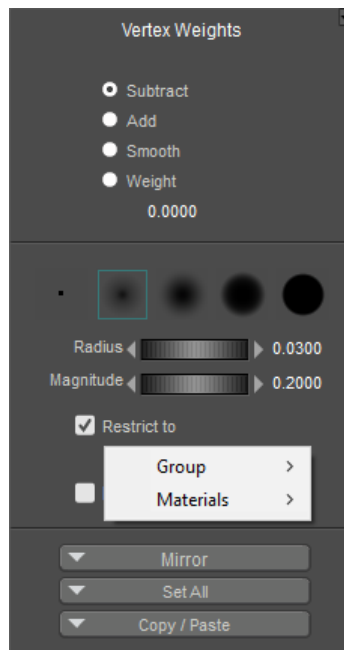 Vertex Weights
Subtract
Add
Smooth
Weight
0.0000
Radius 0.0300
Magnitude 0.2000
Restrict to
Group
Materials
Mirror
Set All
Copy / Paste